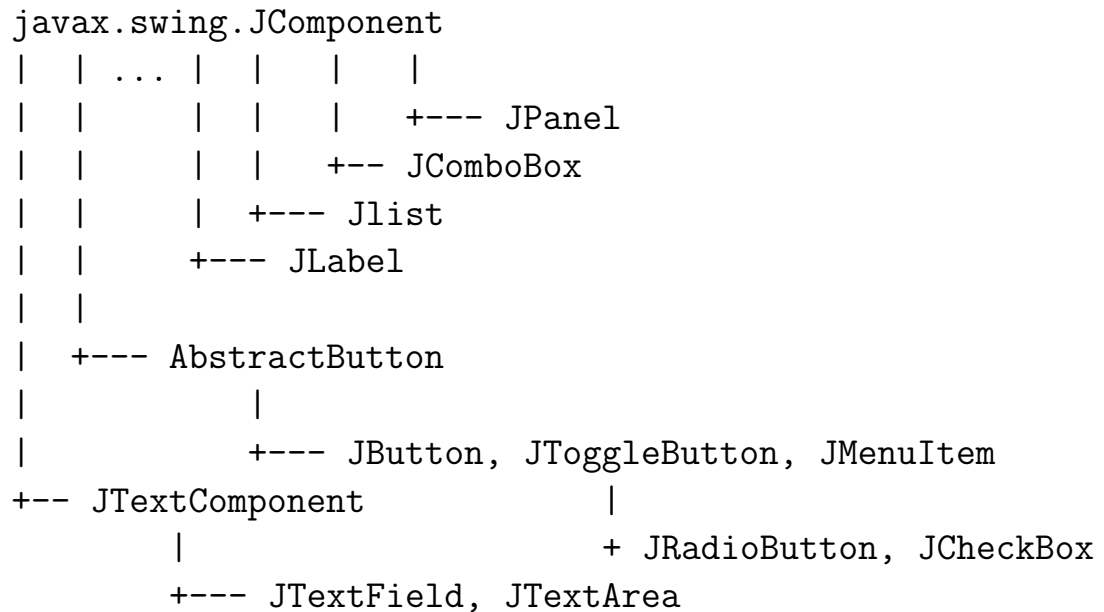 javax.swing.JComponent
|  | ... |  |   |   |
|  |     |  |   |   +--- JPanel
|  |     |  |   +-- JComboBox
|  |     |  +--- Jlist
|  |     +--- JLabel
|  |
|  +--- AbstractButton
|          |
|          +--- JButton, JToggleButton, JMenuItem
+-- JTextComponent             |
        |                      + JRadioButton, JCheckBox
        +--- JTextField, JTextArea